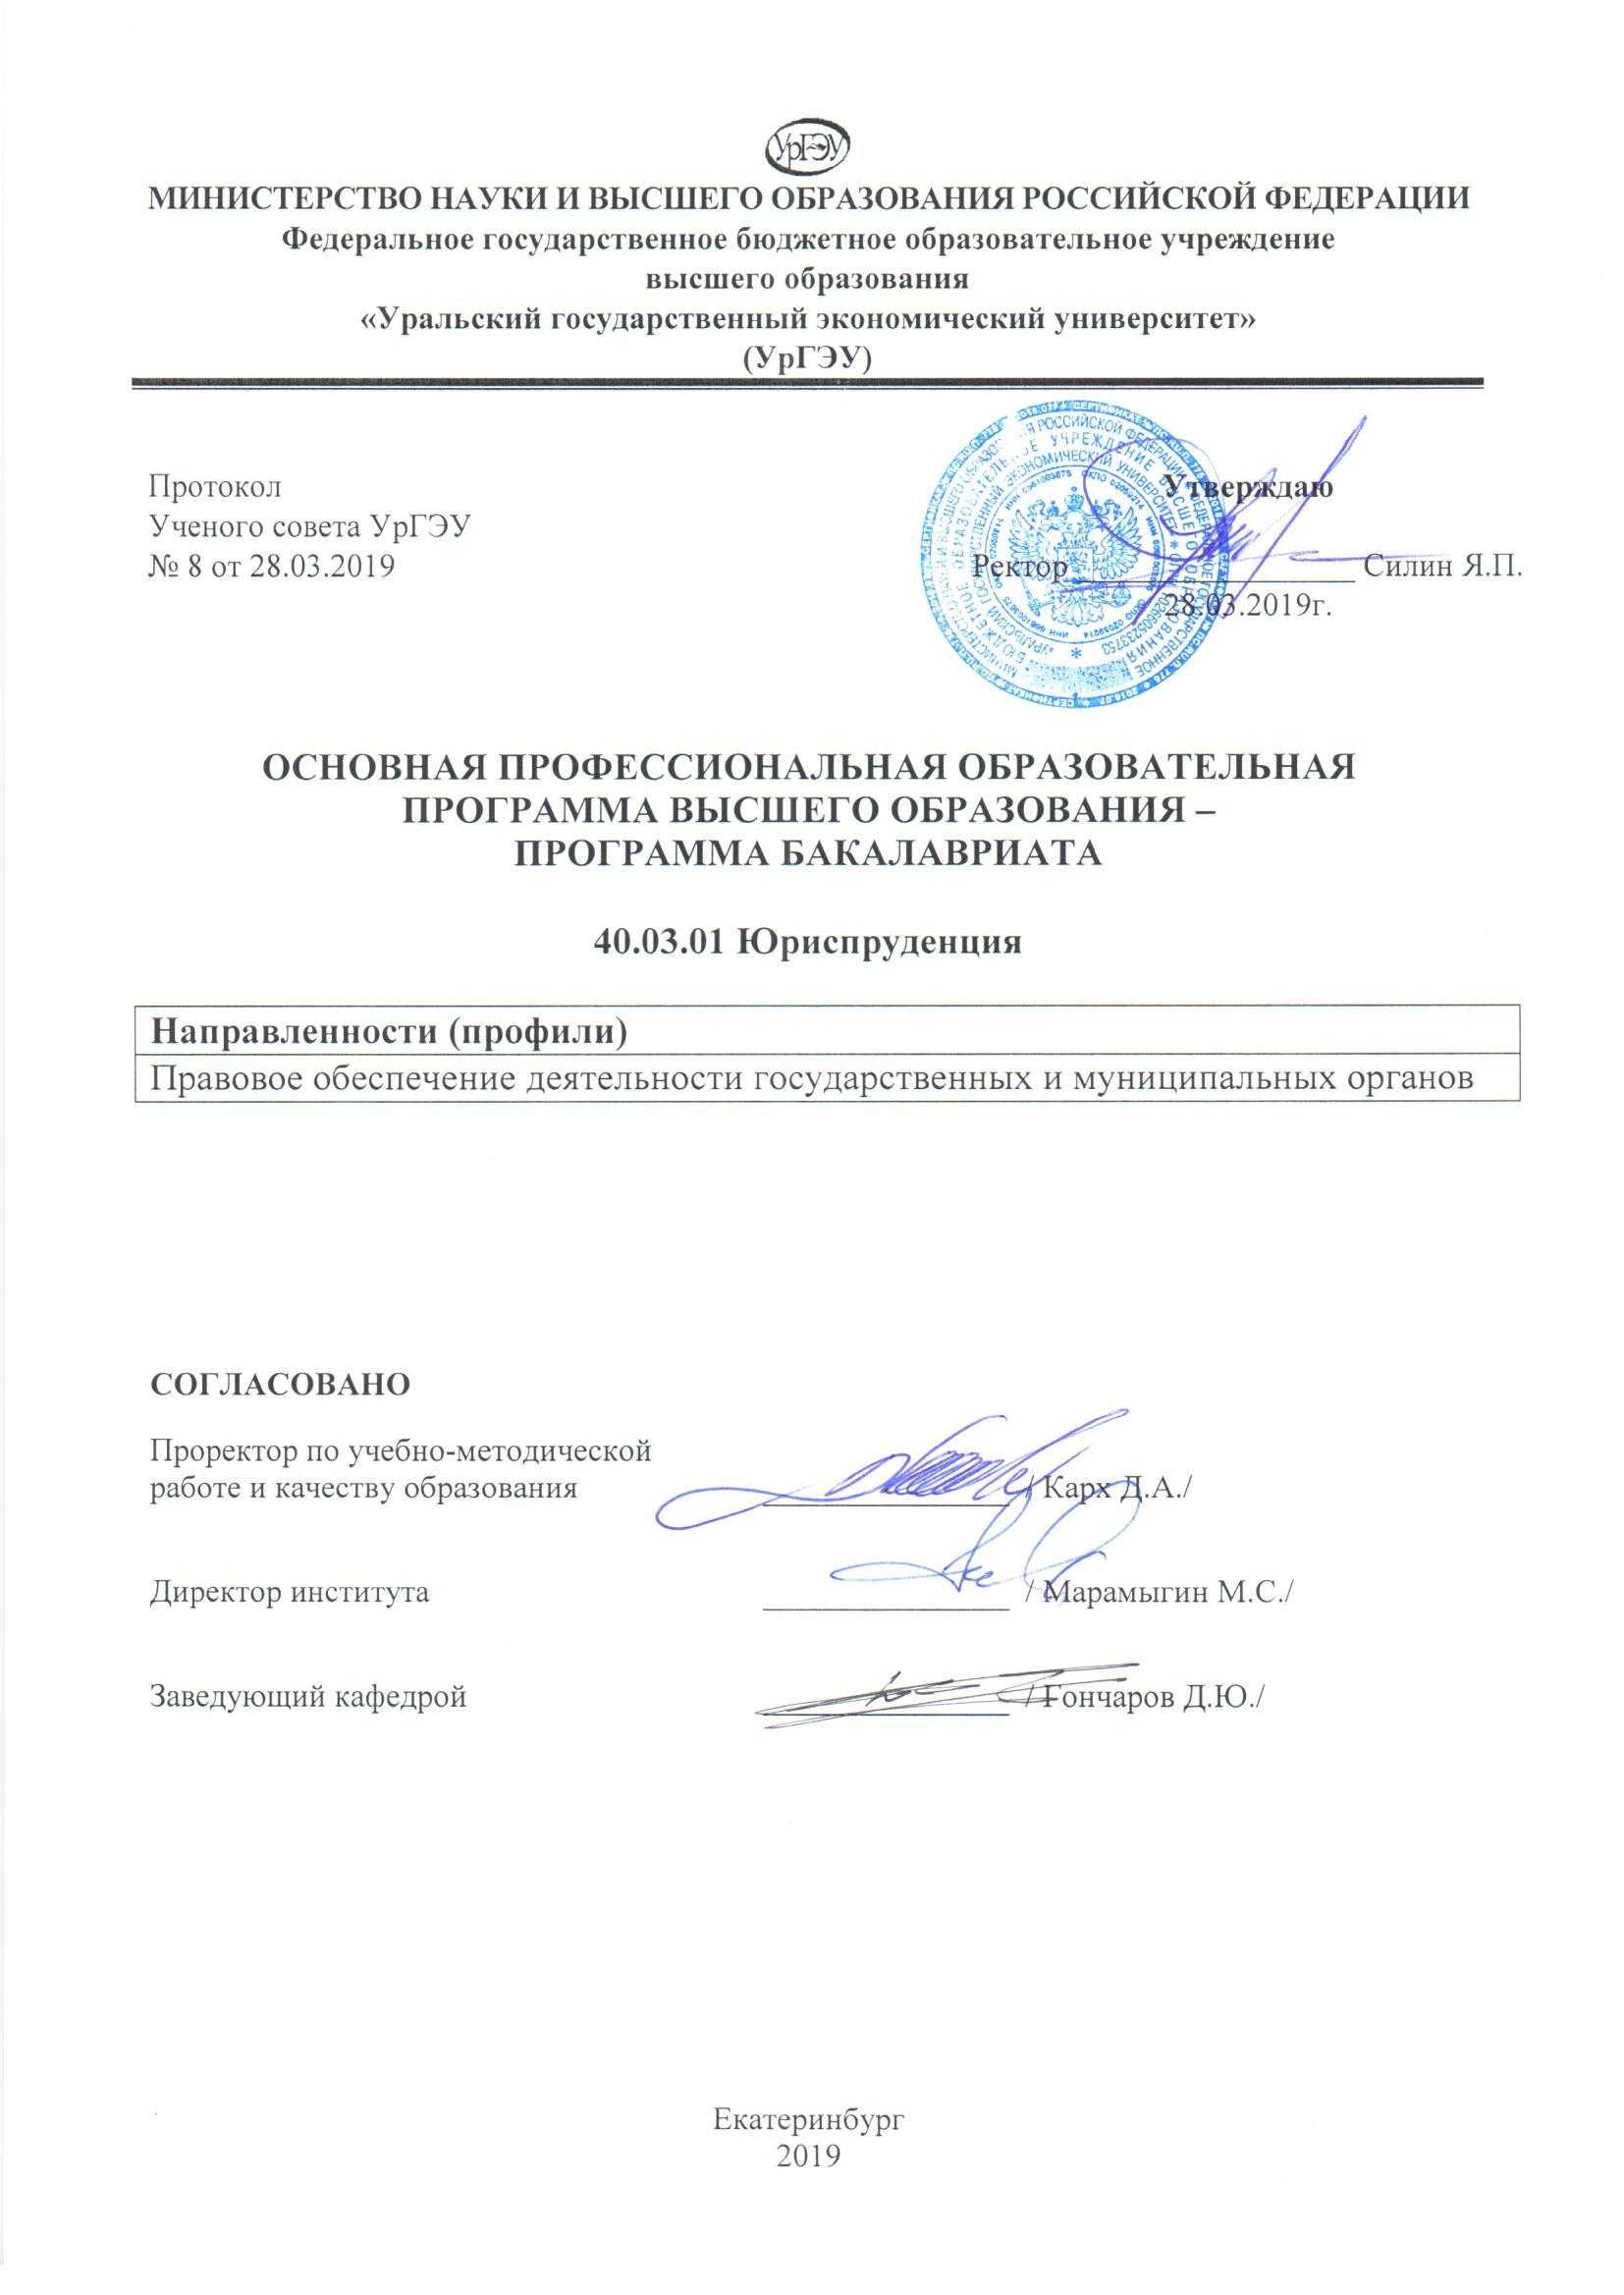 УрГЭУ
МИНИСТЕРСТВО НАУКИ И ВЫСШЕГО ОБРАЗОВАНИЯ РОССИЙСКОЙ ФЕДЕРАЦИИ
Федеральное государственное бюджетное образовательное учреждение
высшего образования
«Уральский государственный экономический университет»
(УрГЭУ)
Протокол
Ученого совета УрГЭУ
№ 8 от 28.03.2019
Утверждаю
Ректор Силин Я.П.
28.03.2019г.
ОСНОВНАЯ ПРОФЕССИОНАЛЬНАЯ ОБРАЗОВАТЕЛЬНАЯ
ПРОГРАММА ВЫСШЕГО ОБРАЗОВАНИЯ –
ПРОГРАММА БАКАЛАВРИАТА
40.03.01 Юриспруденция
Направленности (профили)
Правовое обеспечение деятельности государственных и муниципальных органов
СОГЛАСОВАНО
Проректор по учебно-методической
работе и качеству образования / Карх Д.А./
Директор института / Марамыгин М.С./
Заведующий кафедрой / Гончаров Д.Ю./
Екатеринбург
2019